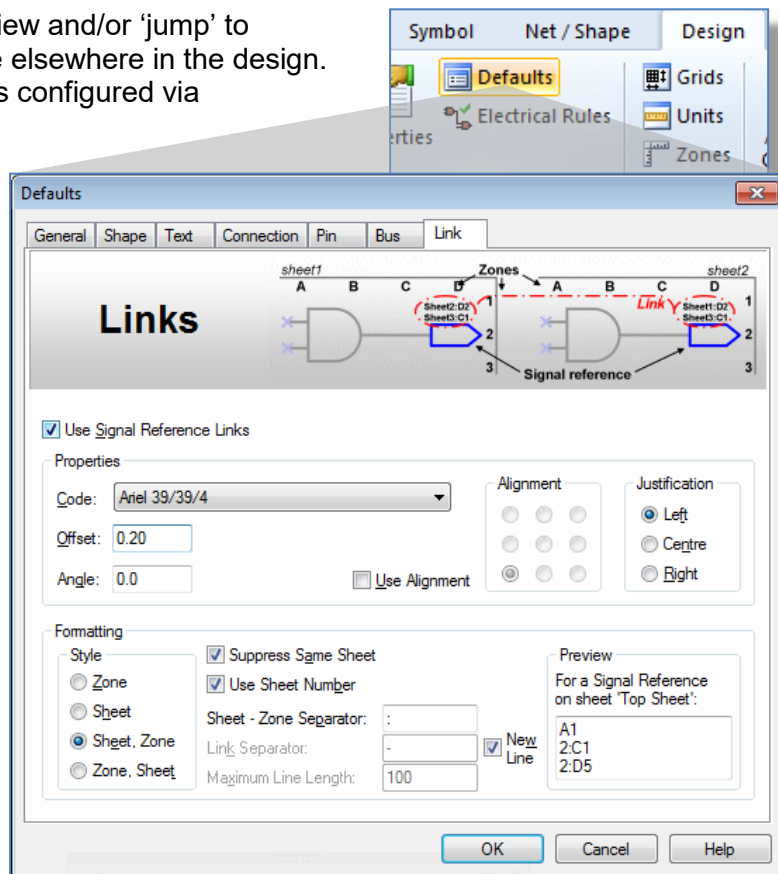 iew and/or ‘jump’ to
e elsewhere in the design.
s configured via
Symbol Net / Shape Design
Defaults Grids
Electrical Rules Units
erties Zones
Defaults
General Shape Text Connection Pin Bus Link
Links
sheet1 Zones sheet2
A B C D A B C D
Sheet2:D2 1 Link Sheet1:D2 1
Sheet3:C1 Sheet3:C1
2 2
3 Signal reference 3
Use Signal Reference Links
Properties
Code: Ariel 39/39/4
Offset: 0.20
Angle: 0.0
Use Alignment
Alignment
Justification
Left
Centre
Right
Formatting
Style
Zone
Sheet
Sheet, Zone
Zone, Sheet
Suppress Same Sheet
Use Sheet Number
Sheet - Zone Separator: :
Link Separator: -
Maximum Line Length: 100
New
Line
Preview
For a Signal Reference
on sheet 'Top Sheet':
A1
2:C1
2:D5
OK Cancel Help